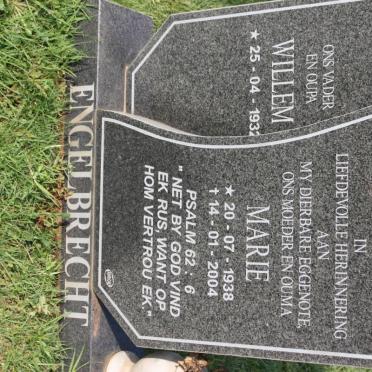 ONS VADER
EN OUPA
WILLEM
★ 25 - 04 - 1932
IN
LIEFDEVOLLE HERINNERING
AAN
MY DIERBARE EGGENOTE,
ONS MOEDER EN OUMA
MARIE
★ 20 - 07 - 1938
† 14 - 01 - 2004
PSALM 62 : 6
" NET BY GOD VIND
EK RUS, WANT OP
HOM VERTROU EK."
ENGELBRECHT